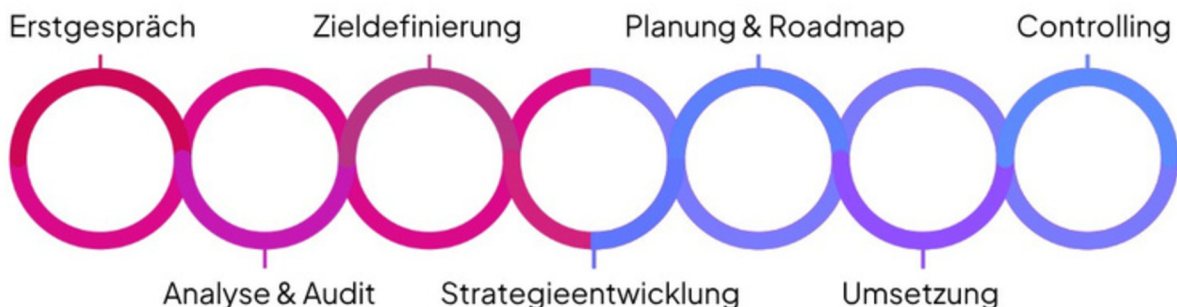 Erstgespräch
Zieldefinierung
Planung & Roadmap
Controlling
Analyse & Audit
Strategieentwicklung
Umsetzung